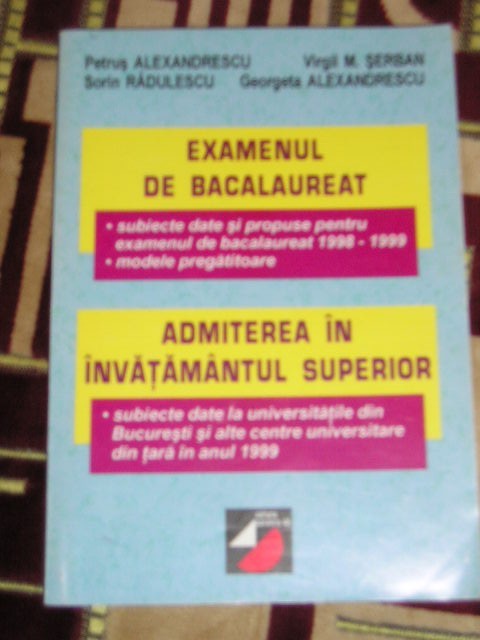 Petruș ALEXANDRESCU Virgil M. ȘERBAN
Sorin RĂDULESCU Georgeta ALEXANDRESCU
EXAMENUL
DE BACALAUREAT
• subiecte date și propuse pentru
examenul de bacalaureat 1998 - 1999
• modele pregătitoare
ADMITEREA ÎN
ÎNVĂȚĂMÂNTUL SUPERIOR
• subiecte date la universitățile din
București și alte centre universitare
din țară în anul 1999